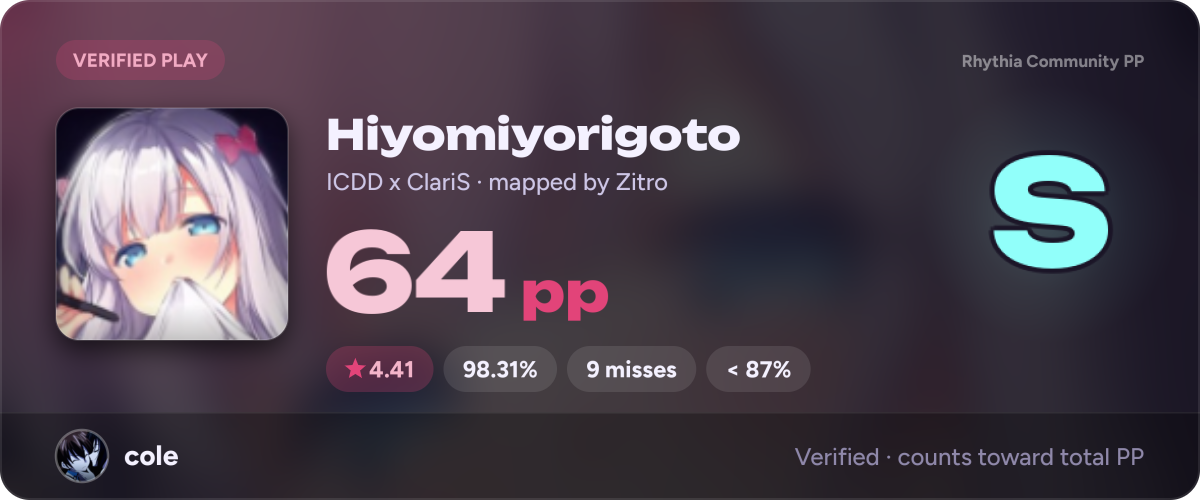 VERIFIED PLAY
Rhythia Community PP
Hiyomiyorigoto
ICDD x ClariS · mapped by Zitro
64 pp
S
★ 4.41 98.31% 9 misses < 87%
cole
Verified · counts toward total PP